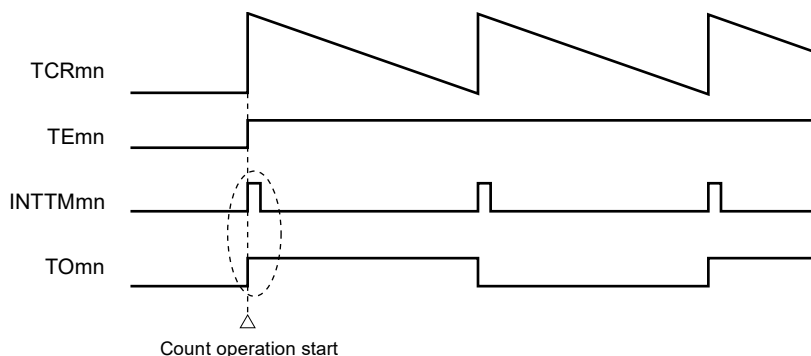 TCRmn
TEmn
INTTMmn
TOmn
Count operation start